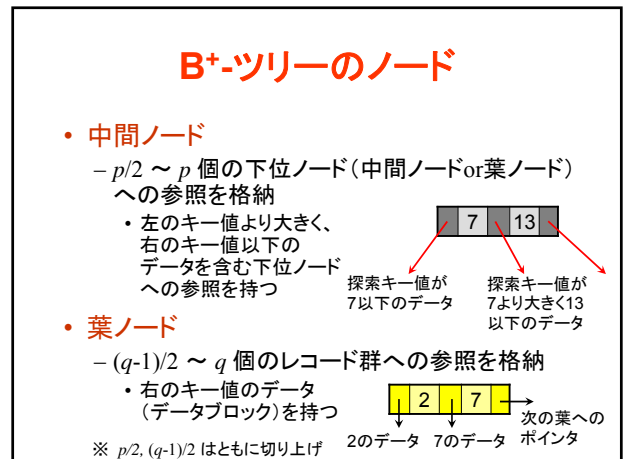 B+-ツリーのノード
• 中間ノード
– p/2 ～ p 個の下位ノード（中間ノードor葉ノード）
への参照を格納
• 左のキー値より大きく、
右のキー値以下の
データを含む下位ノード
への参照を持つ
7 13
探索キー値が
7以下のデータ
探索キー値が
7より大きく13
以下のデータ
• 葉ノード
– (q-1)/2 ～ q 個のレコード群への参照を格納
• 右のキー値のデータ
（データブロック）を持つ
2 7
次の葉への
ポインタ
2のデータ 7のデータ
※ p/2, (q-1)/2 はともに切り上げ